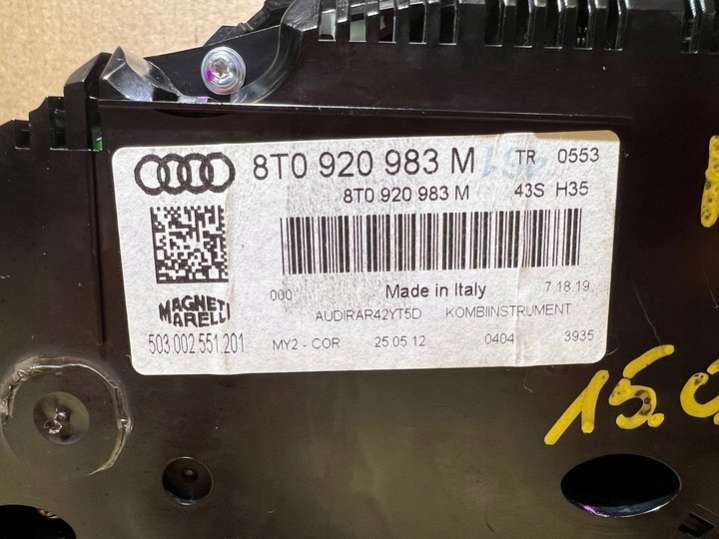 8T0 920 983 M TR 0553
8T0 920 983 M 43S H35
000 Made in Italy 7.18.19
MAGNETI
MARELLI
AUDIRAR42YT5D KOMBIINSTRUMENT
503.002.551.201 MY2 - COR 25.05.12 0404 3935